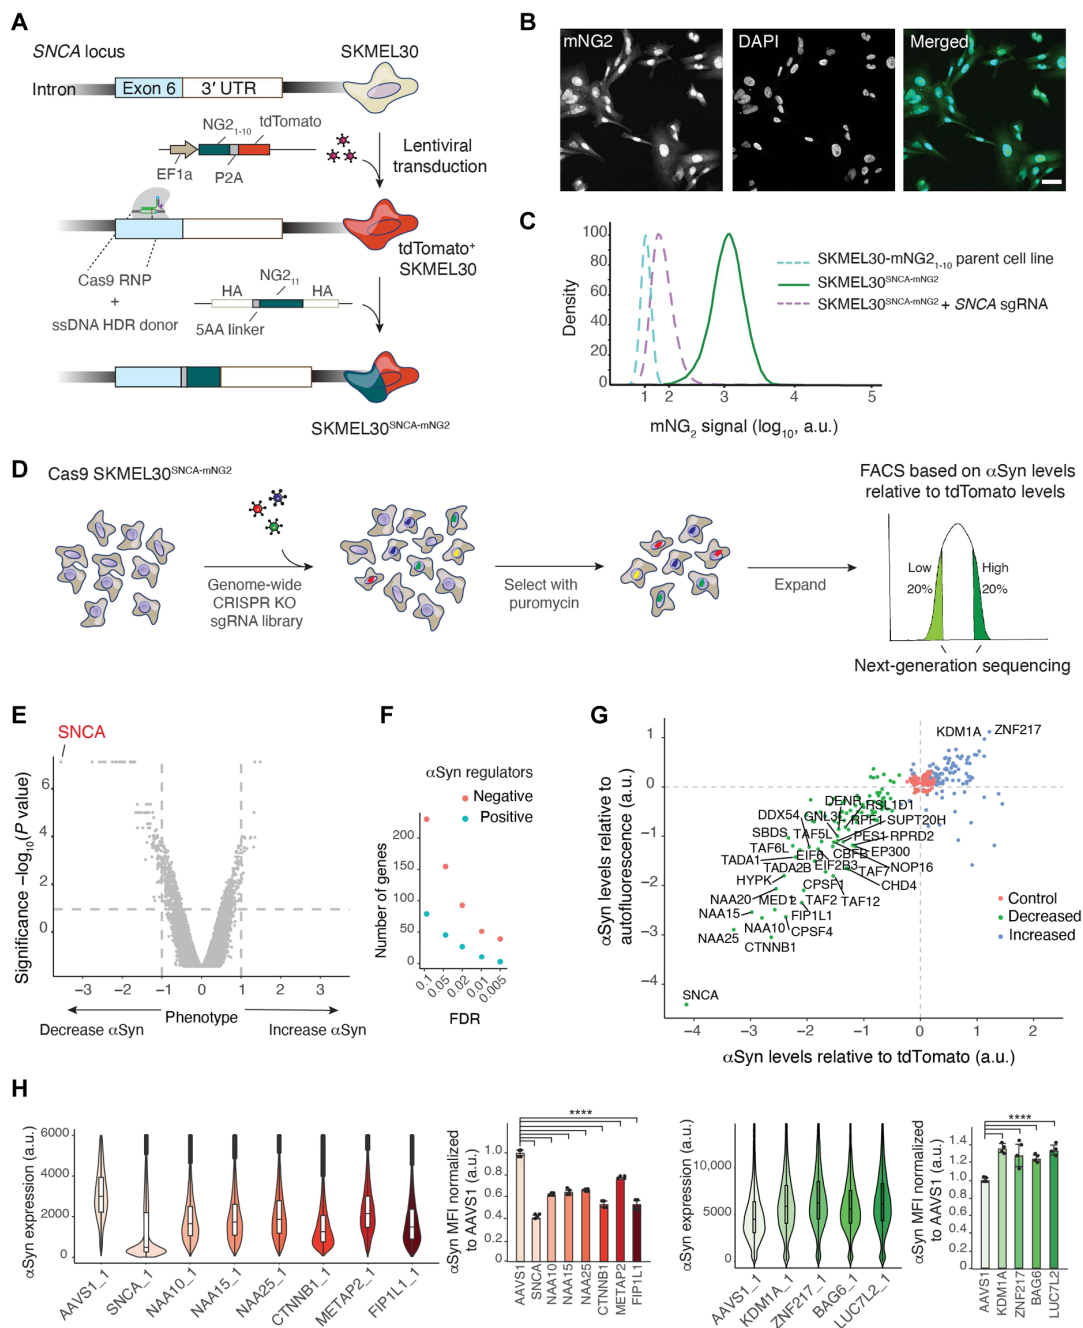 A
SNCA locus
SKMEL30
Intron
Exon 6
3′ UTR
NG2₁₋₁₀
tdTomato
EF1a
P2A
Lentiviral
transduction
tdTomato⁺
SKMEL30
Cas9 RNP
+
ssDNA HDR donor
NG2₁₁
HA
HA
5AA linker
SKMEL30ˢᴺᶜᴬ⁻ᵐᴺᴳ²
B
mNG2
DAPI
Merged
C
100
80
60
40
20
0
Density
1
2
3
4
5
mNG₂ signal (log₁₀, a.u.)
SKMEL30-mNG2₁₋₁₀ parent cell line
SKMEL30ˢᴺᶜᴬ⁻ᵐᴺᴳ²
SKMEL30ˢᴺᶜᴬ⁻ᵐᴺᴳ² + SNCA sgRNA
D
Cas9 SKMEL30ˢᴺᶜᴬ⁻ᵐᴺᴳ²
Genome-wide
CRISPR KO
sgRNA library
Select with
puromycin
Expand
FACS based on αSyn levels
relative to tdTomato levels
Low
20%
High
20%
Next-generation sequencing
E
SNCA
Significance −log₁₀(P value)
6
4
2
0
−3
−2
−1
0
1
2
3
Decrease αSyn
Phenotype
Increase αSyn
F
αSyn regulators
Negative
Positive
Number of genes
200
150
100
50
0
0.1
0.05
0.02
0.01
0.005
FDR
G
αSyn levels relative to
autofluorescence (a.u.)
1
0
−1
−2
−3
−4
KDM1A
ZNF217
DENR
RSL1D1
DDX54
GNL3L
RPF1
SUPT20H
SBDS
TAF5L
PES1
RPRD2
TAF6L
EIF6
CBFB
EP300
TADA1
TADA2B
EIF2B3
TAF7
NOP16
HYPK
CPSF1
CHD4
NAA20
MED12
TAF2
TAF12
NAA15
FIP1L1
NAA10
CPSF4
NAA25
CTNNB1
SNCA
Control
Decreased
Increased
−4
−3
−2
−1
0
1
2
αSyn levels relative to tdTomato (a.u.)
H
αSyn expression (a.u.)
6000
4000
2000
0
AAVS1_1
SNCA_1
NAA10_1
NAA15_1
NAA25_1
CTNNB1_1
METAP2_1
FIP1L1_1
αSyn MFI normalized
to AAVS1 (a.u.)
1.0
0.8
0.6
0.4
0.2
0
****
AAVS1
SNCA
NAA10
NAA15
NAA25
CTNNB1
METAP2
FIP1L1
αSyn expression (a.u.)
10,000
5000
0
AAVS1_1
KDM1A_1
ZNF217_1
BAG6_1
LUC7L2_1
αSyn MFI normalized
to AAVS1 (a.u.)
1.4
1.2
1.0
0.8
0.6
0.4
0.2
0
****
AAVS1
KDM1A
ZNF217
BAG6
LUC7L2